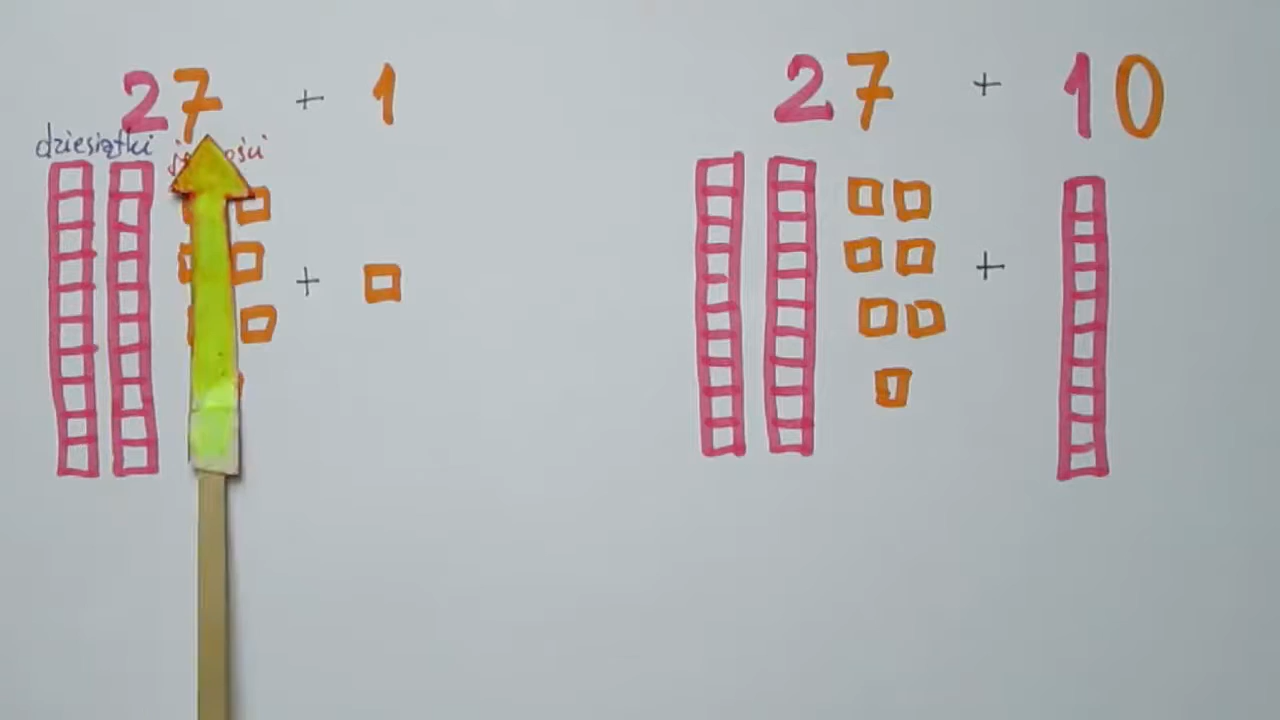 27 + 1
dziesiątki
+
27 + 10
+